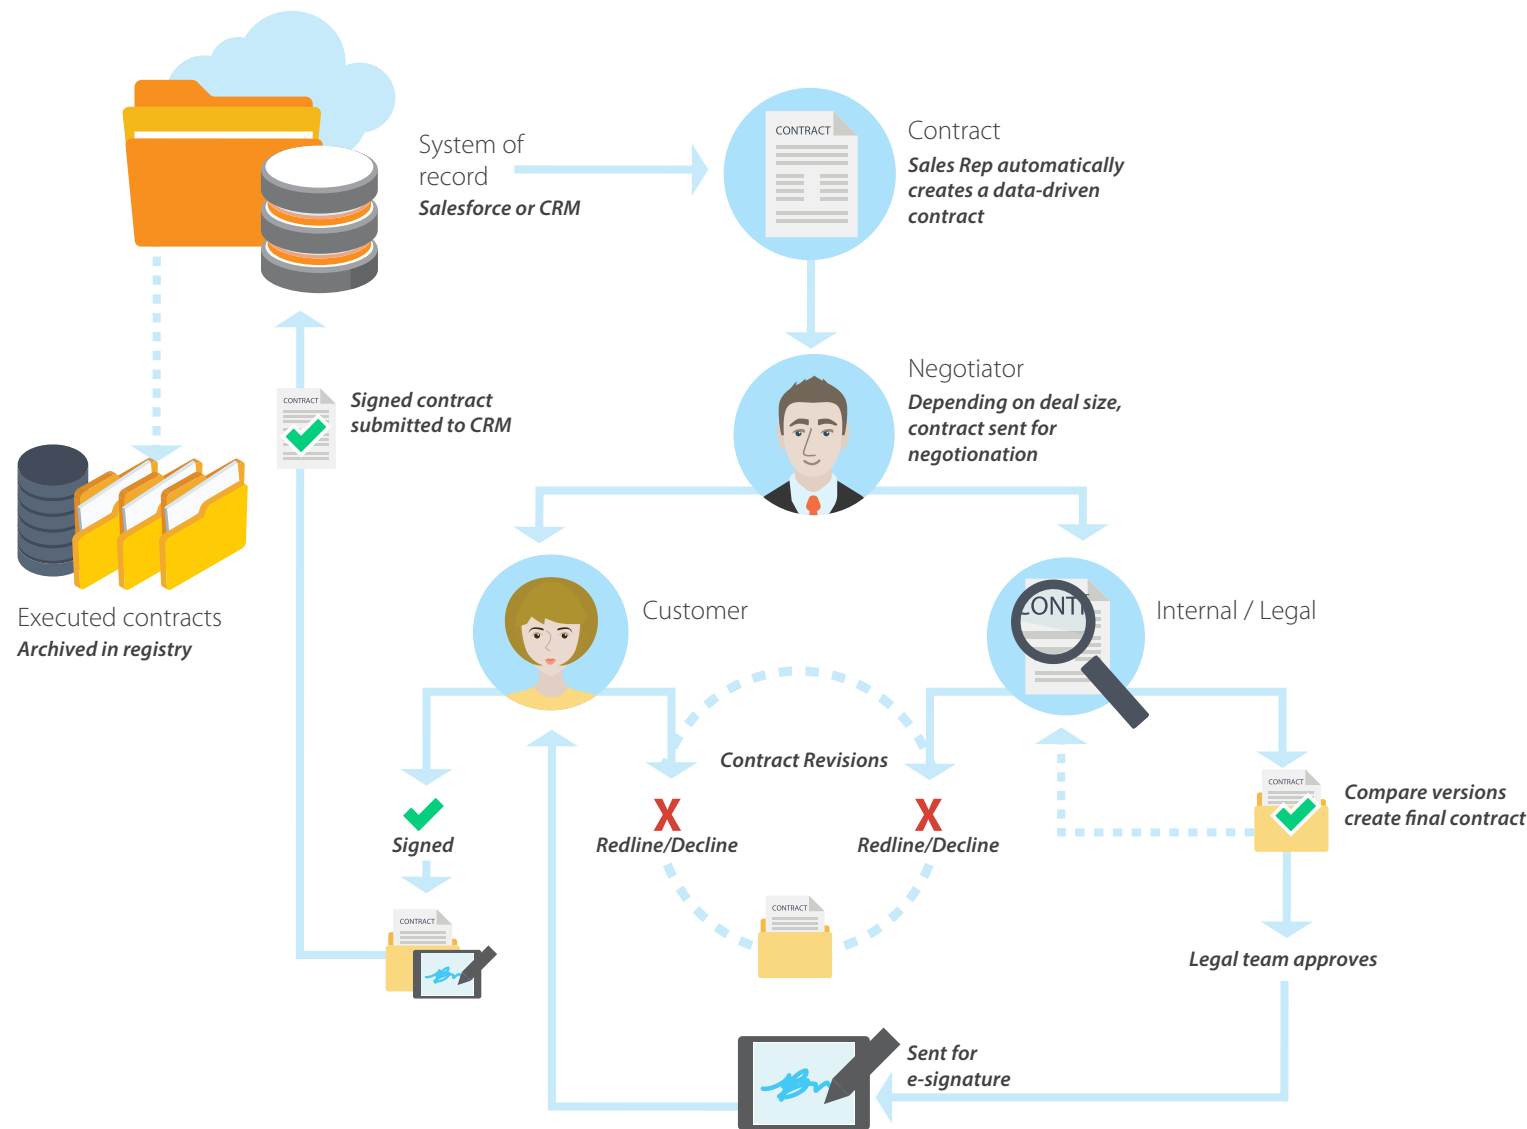 System of
record
Salesforce or CRM
CONTRACT
Contract
Sales Rep automatically
creates a data-driven
contract
Negotiator
Depending on deal size,
contract sent for
negotionation
CONTRACT
Signed contract
submitted to CRM
Executed contracts
Archived in registry
Customer
CONTR
Internal / Legal
Contract Revisions
CONTRACT
Compare versions
create final contract
X
X
Signed
Redline/Decline
Redline/Decline
CONTRACT
CONTRACT
Legal team approves
Sent for
e-signature